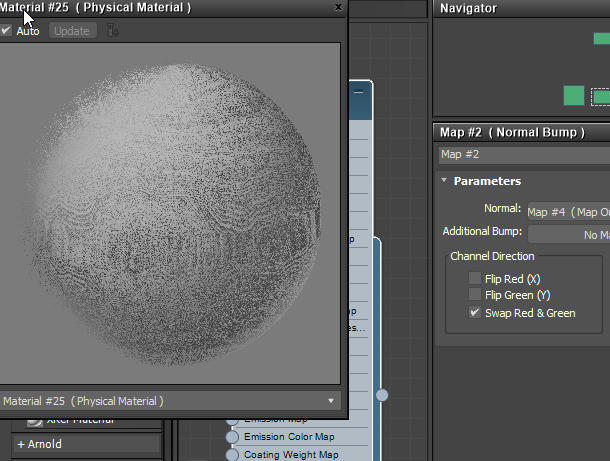 Material #25 ( Physical Material )
Auto
Update
Material #25 ( Physical Material )
+ Arnold
Emission Map
Emission Color Map
Coating Weight Map
Navigator
Map #2 ( Normal Bump )
Map #2
Parameters
Normal:
Map #4 ( Map Ou
Additional Bump:
No Ma
Channel Direction
Flip Red (X)
Flip Green (Y)
Swap Red & Green